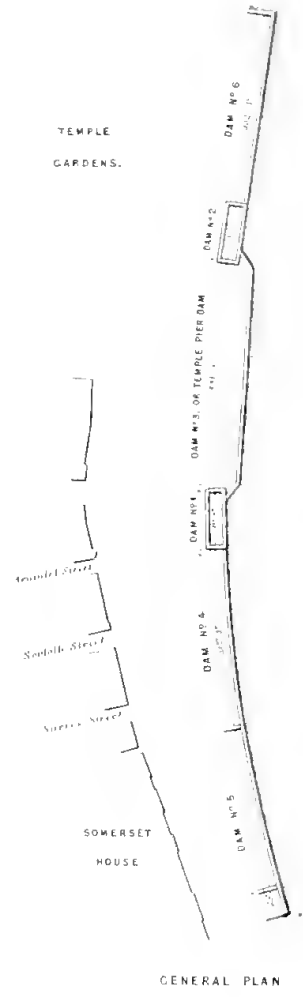 TEMPLE
GARDENS.
DAM Nº 6
DAM Nº 2
DAM Nº 3, OR TEMPLE PIER DAM
DAM Nº 1
Arundel Street
DAM Nº 4
Norfolk Street
Surrey Street
DAM Nº 5
SOMERSET
HOUSE
GENERAL PLAN